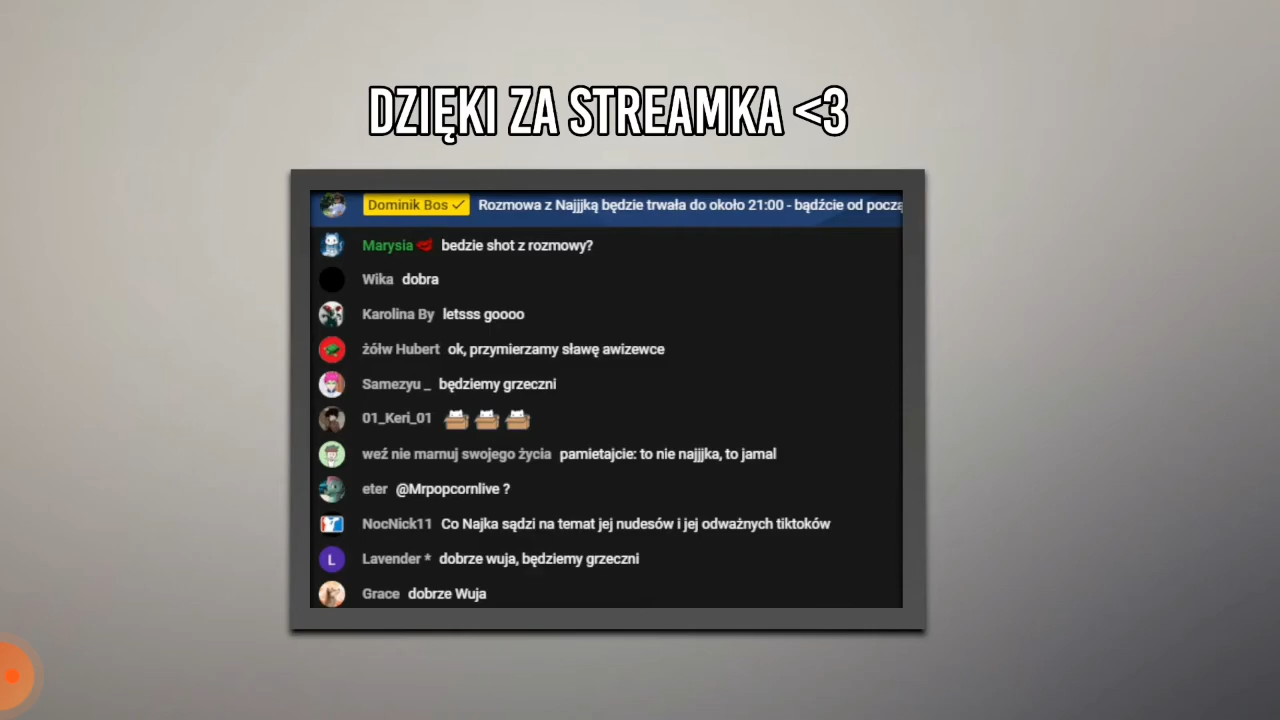 DZIĘKI ZA STREAMKA <3
Dominik Bos ✓ Rozmowa z Najjjką będzie trwała do około 21:00 - bądźcie od począ
Marysia 💋 bedzie shot z rozmowy?
Wika dobra
Karolina By letsss goooo
żółw Hubert ok, przymierzamy sławę awizewce
Samezyu _ będziemy grzeczni
01_Keri_01
weź nie marnuj swojego życia pamietajcie: to nie najjjka, to jamal
eter @Mrpopcornlive ?
NocNick11 Co Najka sądzi na temat jej nudesów i jej odważnych tiktoków
L Lavender * dobrze wuja, będziemy grzeczni
Grace dobrze Wuja